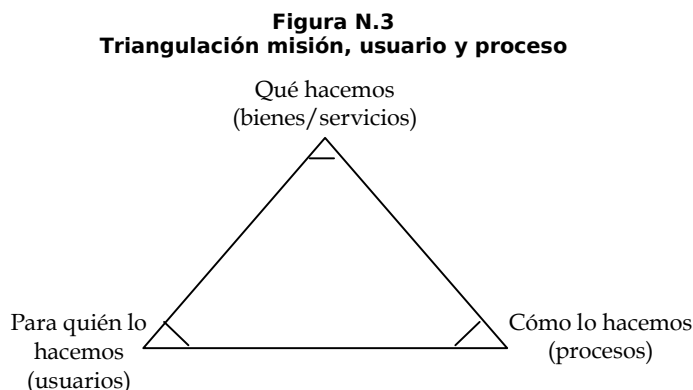 Figura N.3
Triangulación misión, usuario y proceso
Qué hacemos
(bienes/servicios)
Para quién lo
hacemos
(usuarios)
Cómo lo hacemos
(procesos)